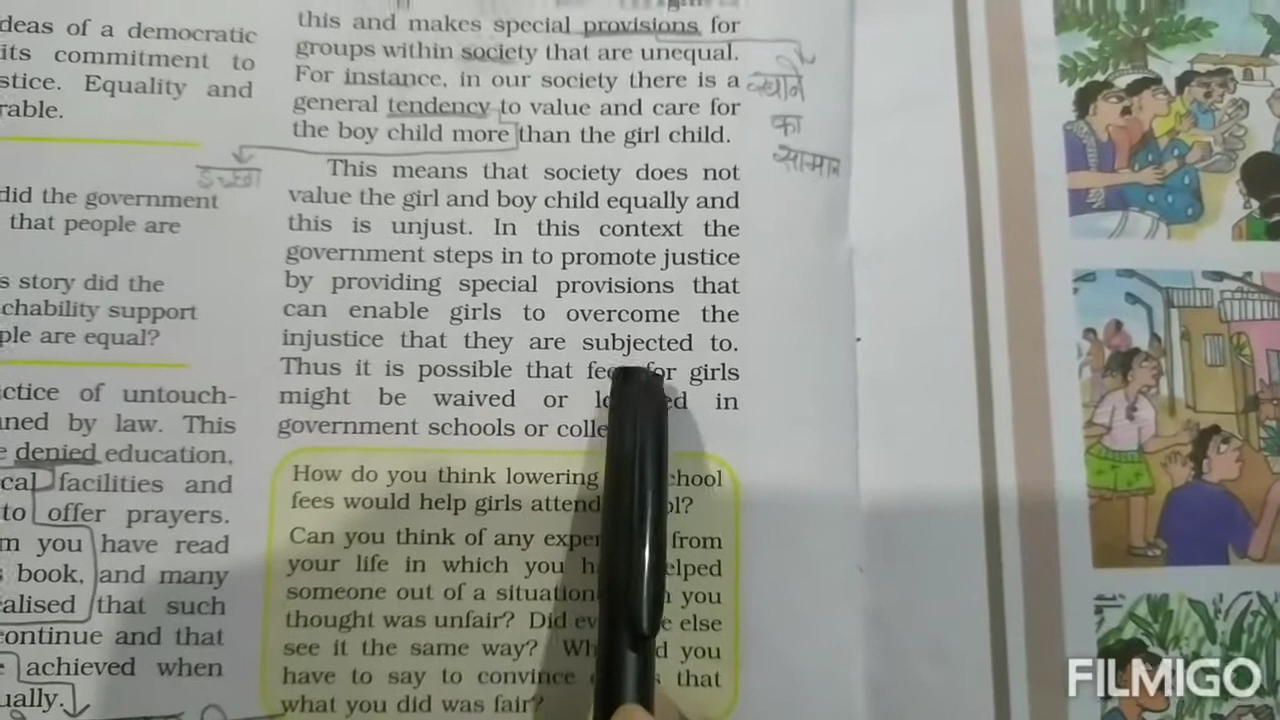 deas of a democratic
its commitment to
stice. Equality and
rable.
did the government
that people are
s story did the
chability support
ple are equal?
ctice of untouch-
ned by law. This
e denied education,
cal facilities and
to offer prayers.
m you have read
book, and many
alised that such
continue and that
achieved when
ually.
इच्छा
this and makes special provisions for
groups within society that are unequal.
For instance, in our society there is a
general tendency to value and care for
the boy child more than the girl child.
This means that society does not
value the girl and boy child equally and
this is unjust. In this context the
government steps in to promote justice
by providing special provisions that
can enable girls to overcome the
injustice that they are subjected to.
Thus it is possible that for girls
might be waived or in
government schools or
How do you think lowering
fees would help girls attend
Can you think of any from
your life in which you
someone out of a situation you
thought was unfair? Did else
see it the same way? you
have to say to convince that
what you did was fair?
का
सामान
FILMIGO